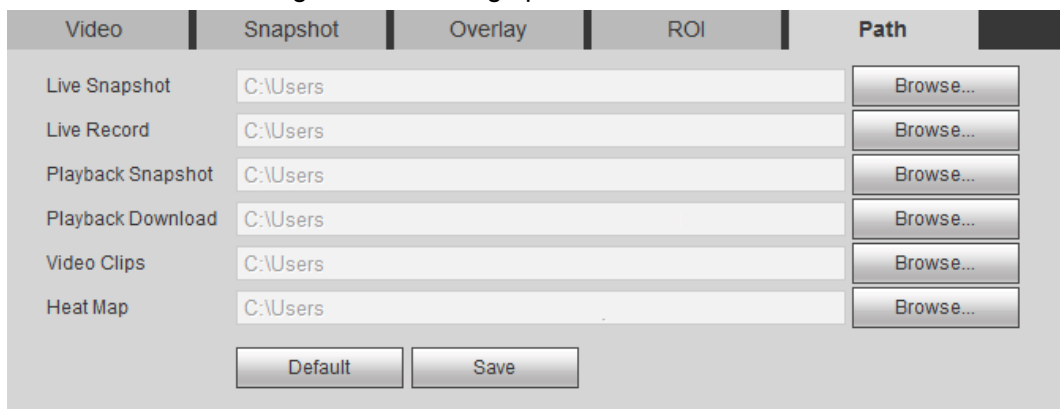 Video Snapshot Overlay ROI Path
Live Snapshot C:\Users Browse...
Live Record C:\Users Browse...
Playback Snapshot C:\Users Browse...
Playback Download C:\Users Browse...
Video Clips C:\Users Browse...
Heat Map C:\Users Browse...
Default Save